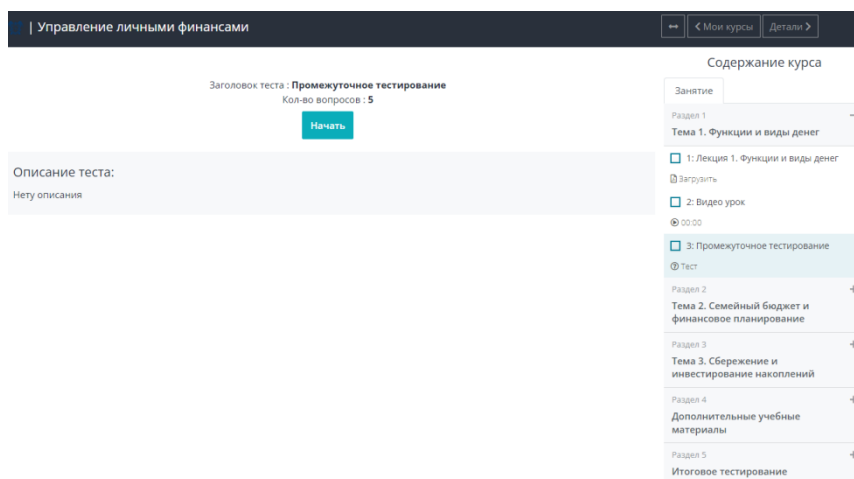 | Управление личными финансами
Мои курсы
Детали
Заголовок теста : Промежуточное тестирование
Кол-во вопросов : 5
Начать
Описание теста:
Нету описания
Содержание курса
Занятие
Раздел 1
Тема 1. Функции и виды денег
1: Лекция 1. Функции и виды денег
Загрузить
2: Видео урок
00:00
3: Промежуточное тестирование
Тест
Раздел 2
Тема 2. Семейный бюджет и
финансовое планирование
Раздел 3
Тема 3. Сбережение и
инвестирование накоплений
Раздел 4
Дополнительные учебные
материалы
Раздел 5
Итоговое тестирование